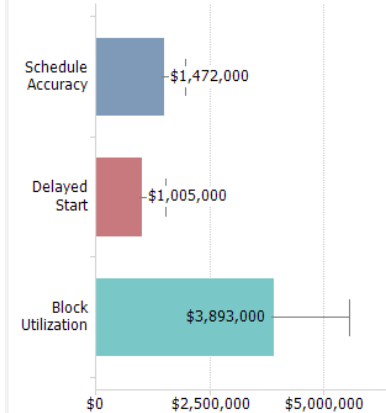 Schedule
Accuracy
$1,472,000
Delayed
Start
$1,005,000
Block
Utilization
$3,893,000
$0 $2,500,000 $5,000,000